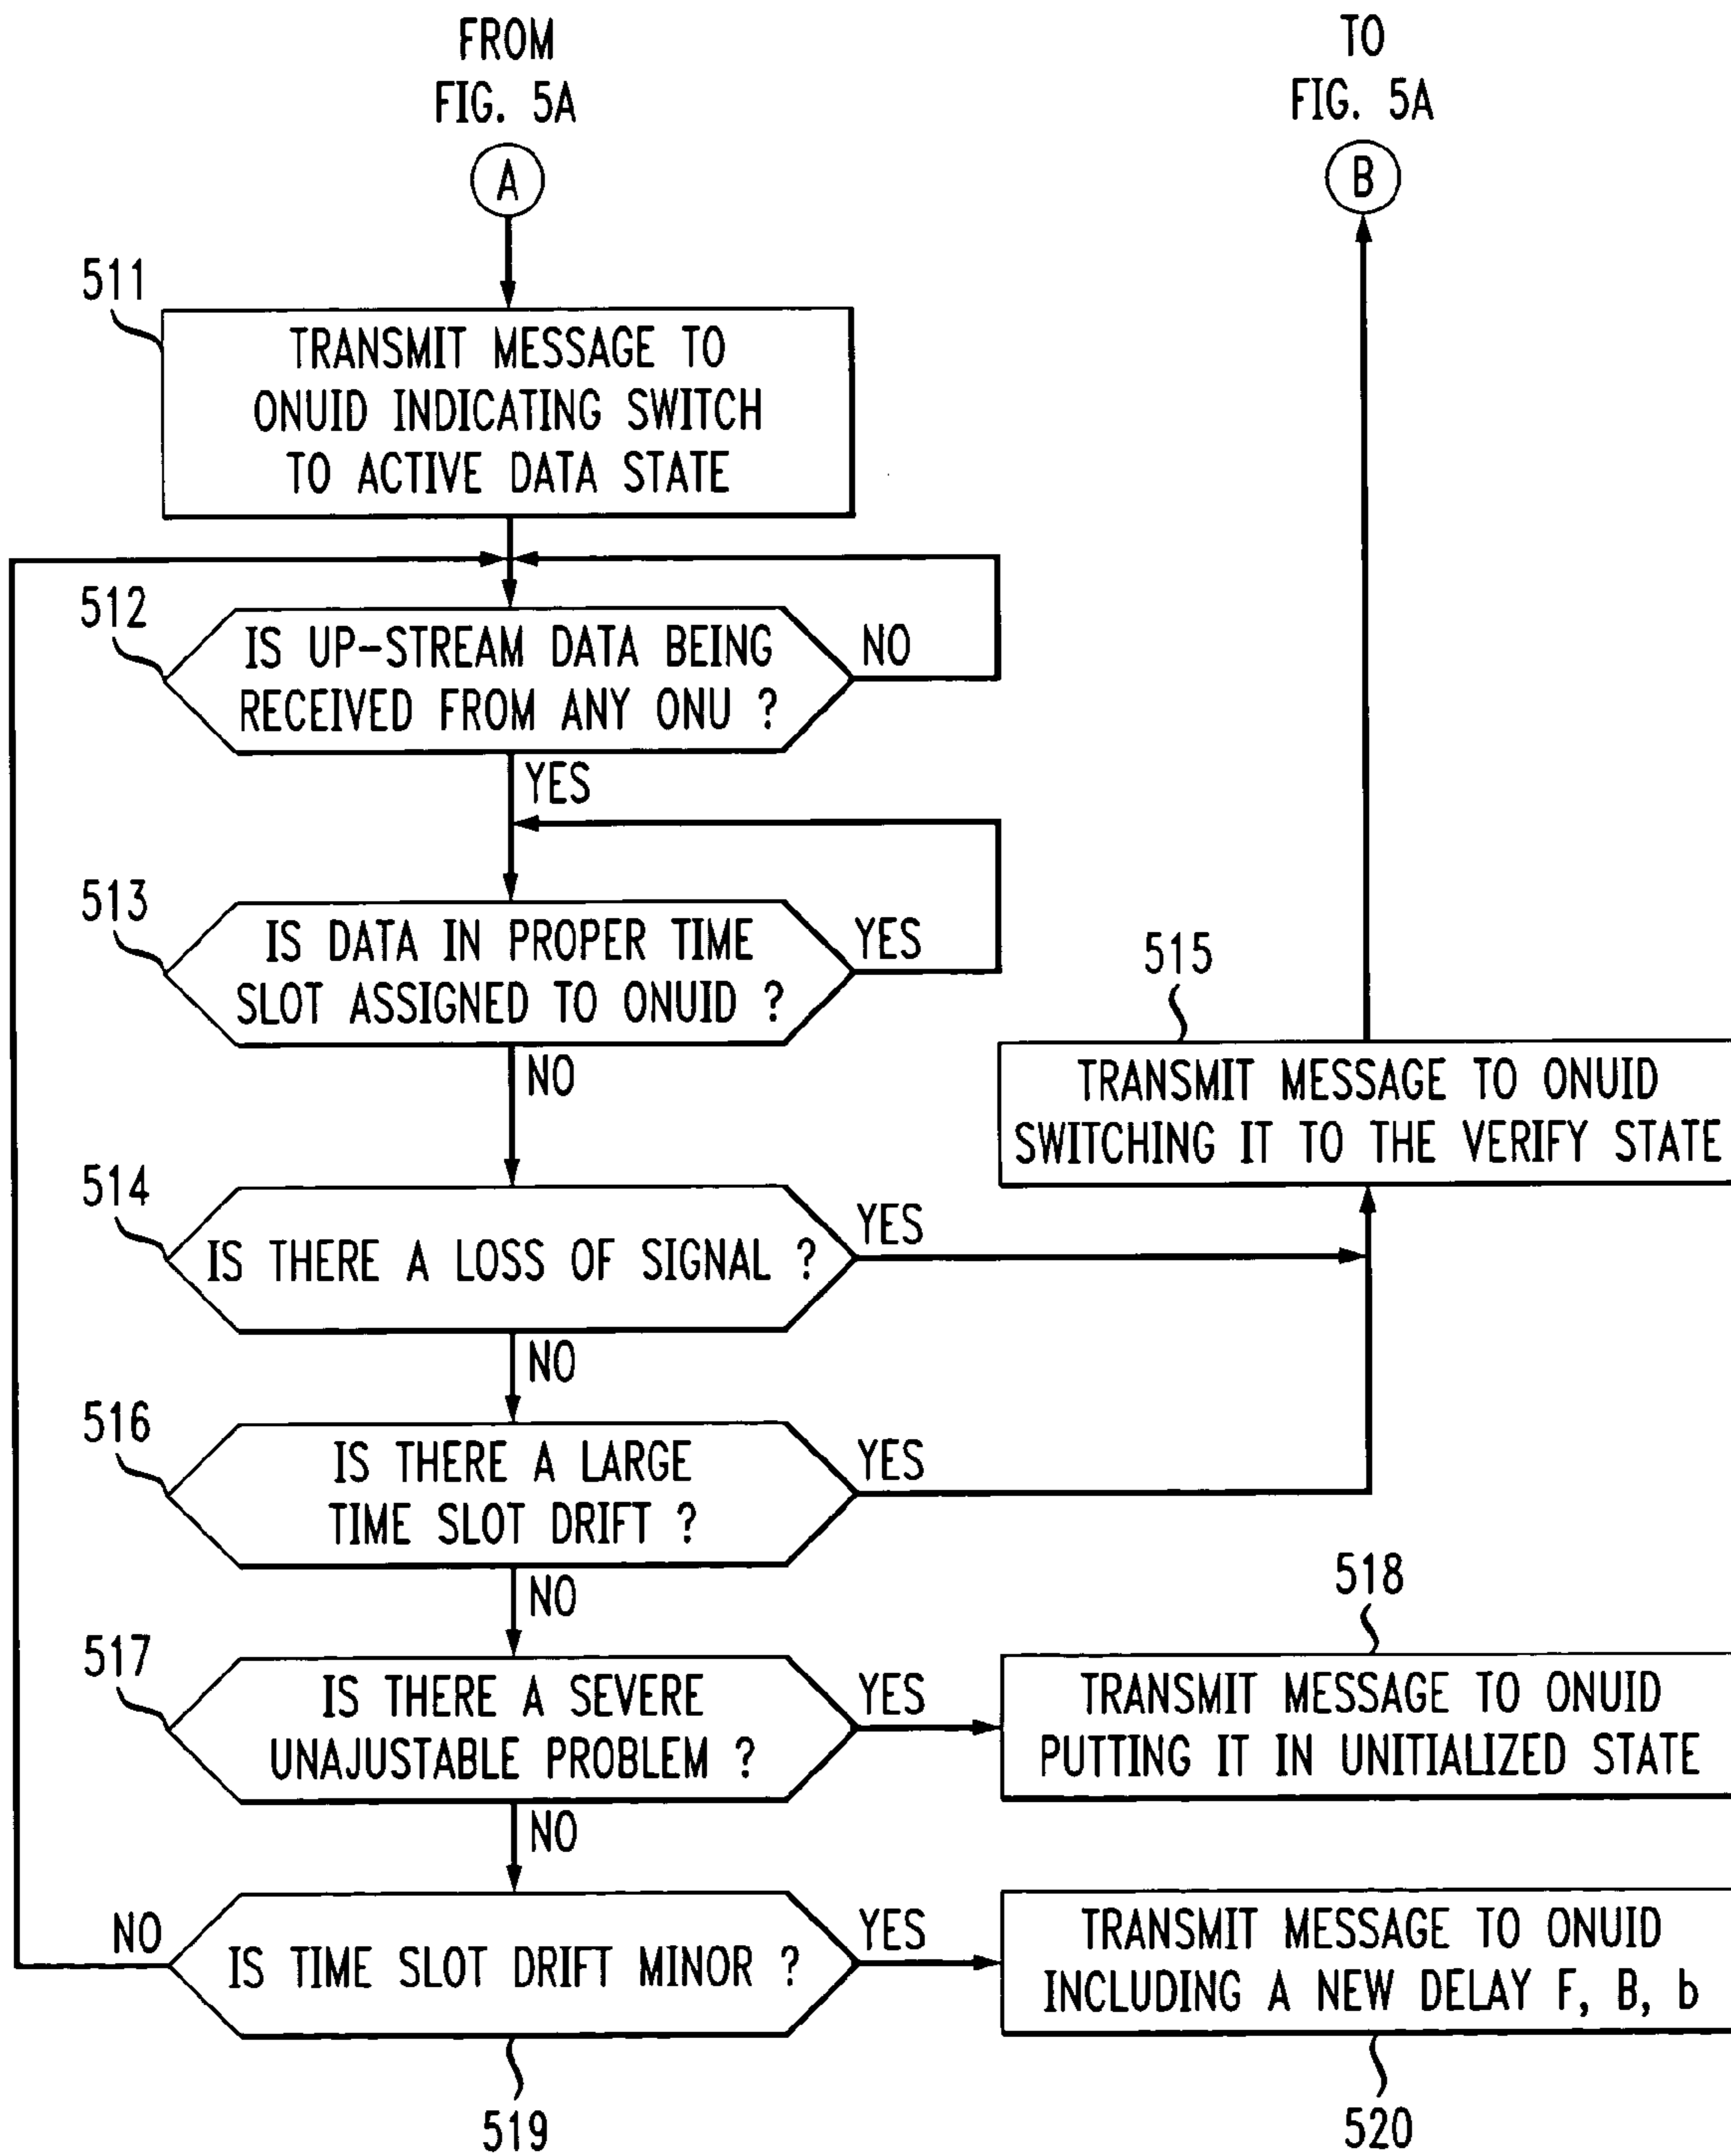 FROM
FIG. 5A
A
TO
FIG. 5A
B
511
TRANSMIT MESSAGE TO
ONUID INDICATING SWITCH
TO ACTIVE DATA STATE
512
IS UP-STREAM DATA BEING
RECEIVED FROM ANY ONU ?
NO
YES
513
IS DATA IN PROPER TIME
SLOT ASSIGNED TO ONUID ?
YES
NO
515
TRANSMIT MESSAGE TO ONUID
SWITCHING IT TO THE VERIFY STATE
514
IS THERE A LOSS OF SIGNAL ?
YES
NO
516
IS THERE A LARGE
TIME SLOT DRIFT ?
YES
NO
517
IS THERE A SEVERE
UNAJUSTABLE PROBLEM ?
YES
NO
518
TRANSMIT MESSAGE TO ONUID
PUTTING IT IN UNITIALIZED STATE
NO
IS TIME SLOT DRIFT MINOR ?
YES
519
TRANSMIT MESSAGE TO ONUID
INCLUDING A NEW DELAY F, B, b
520